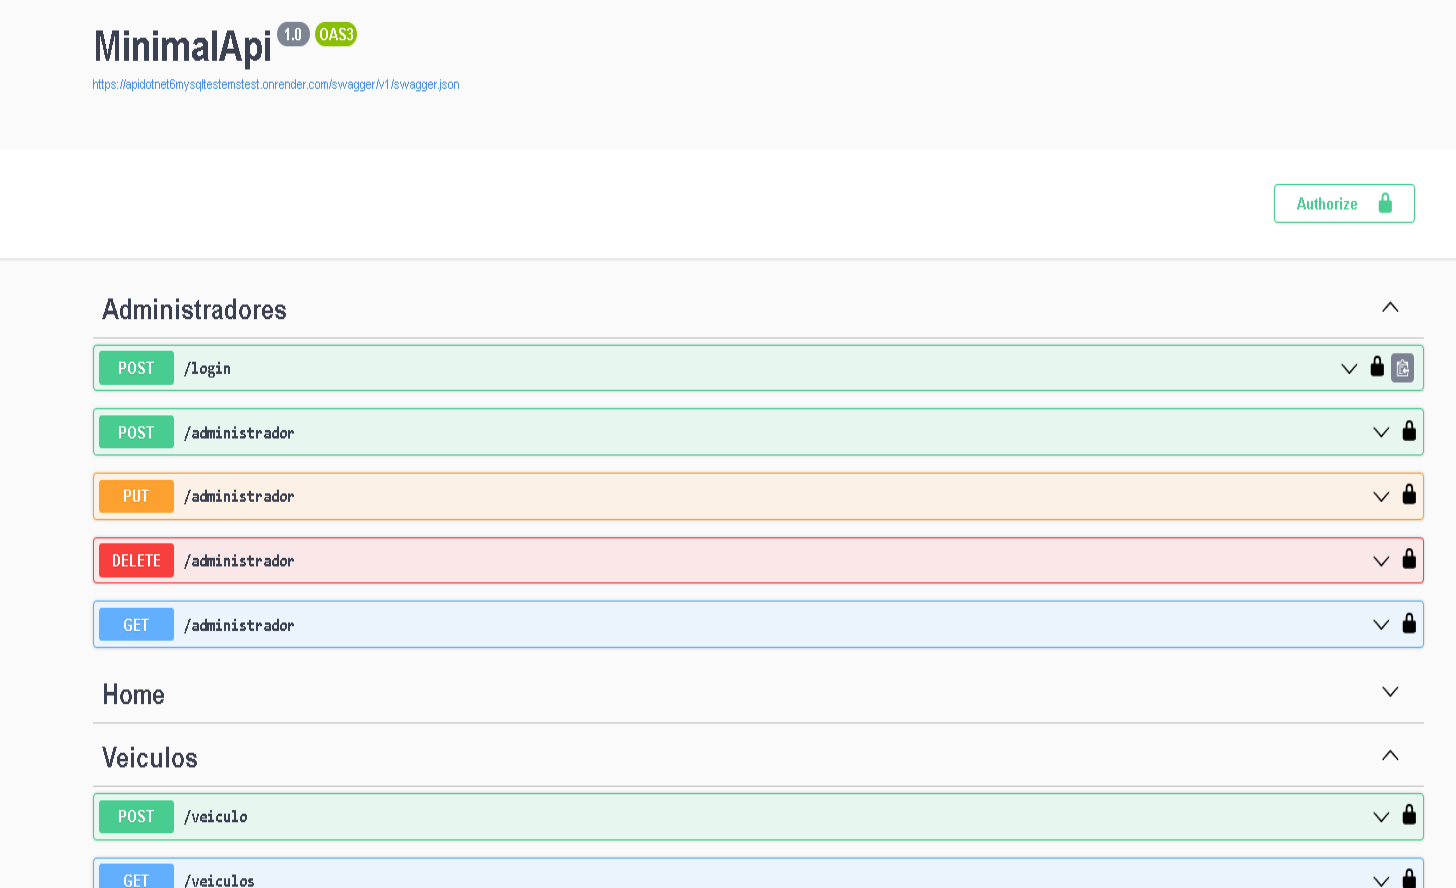 MinimalApi 1.0 OAS3
https://apidotnet6mysqltestemstest.onrender.com/swagger/v1/swagger.json
Authorize
Administradores
POST /login
POST /administrador
PUT /administrador
DELETE /administrador
GET /administrador
Home
Veiculos
POST /veiculo
GET /veiculos